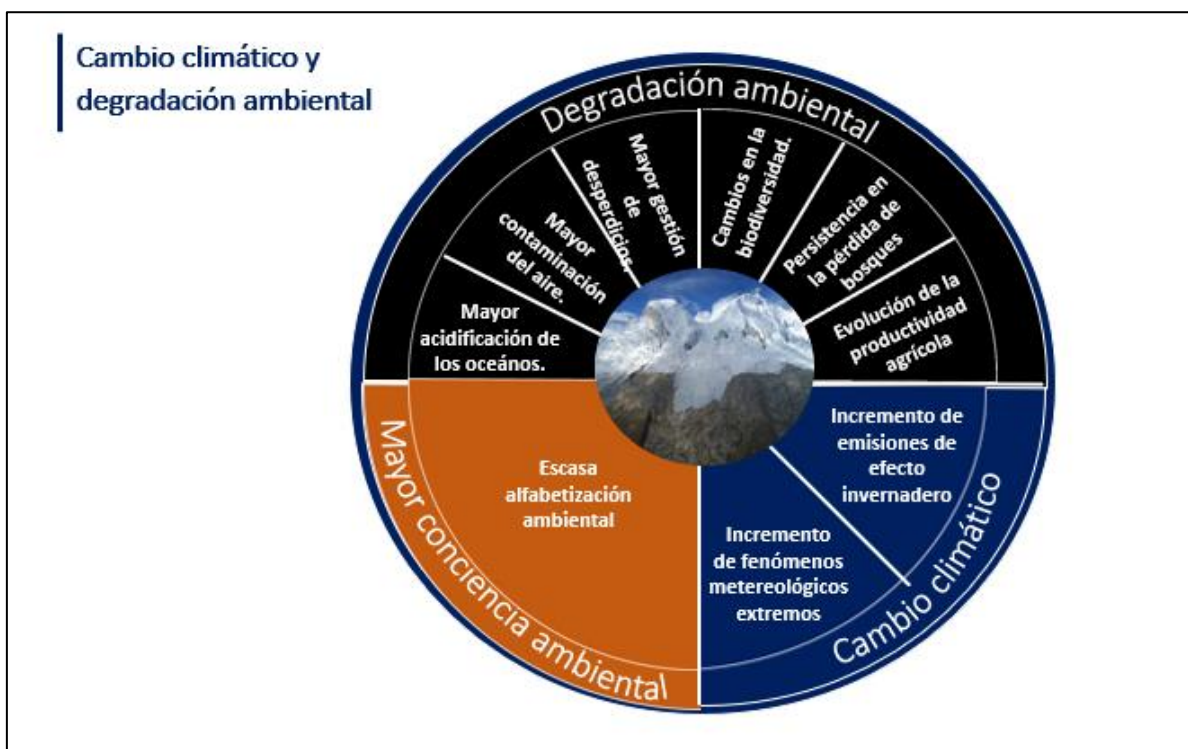 Cambio climático y
degradación ambiental
Degradación ambiental
Mayor
acidificación de
los oceános.
Mayor
contaminación
del aire.
Mayor gestión
de
desperdicios.
Cambios en la
biodiversidad.
Persistencia en
la pérdida de
bosques
Evolución de la
productividad
agrícola
Incremento de
emisiones de
efecto
invernadero
Incremento
de fenómenos
metereológicos
extremos
Cambio climático
Escasa
alfabetización
ambiental
Mayor conciencia ambiental